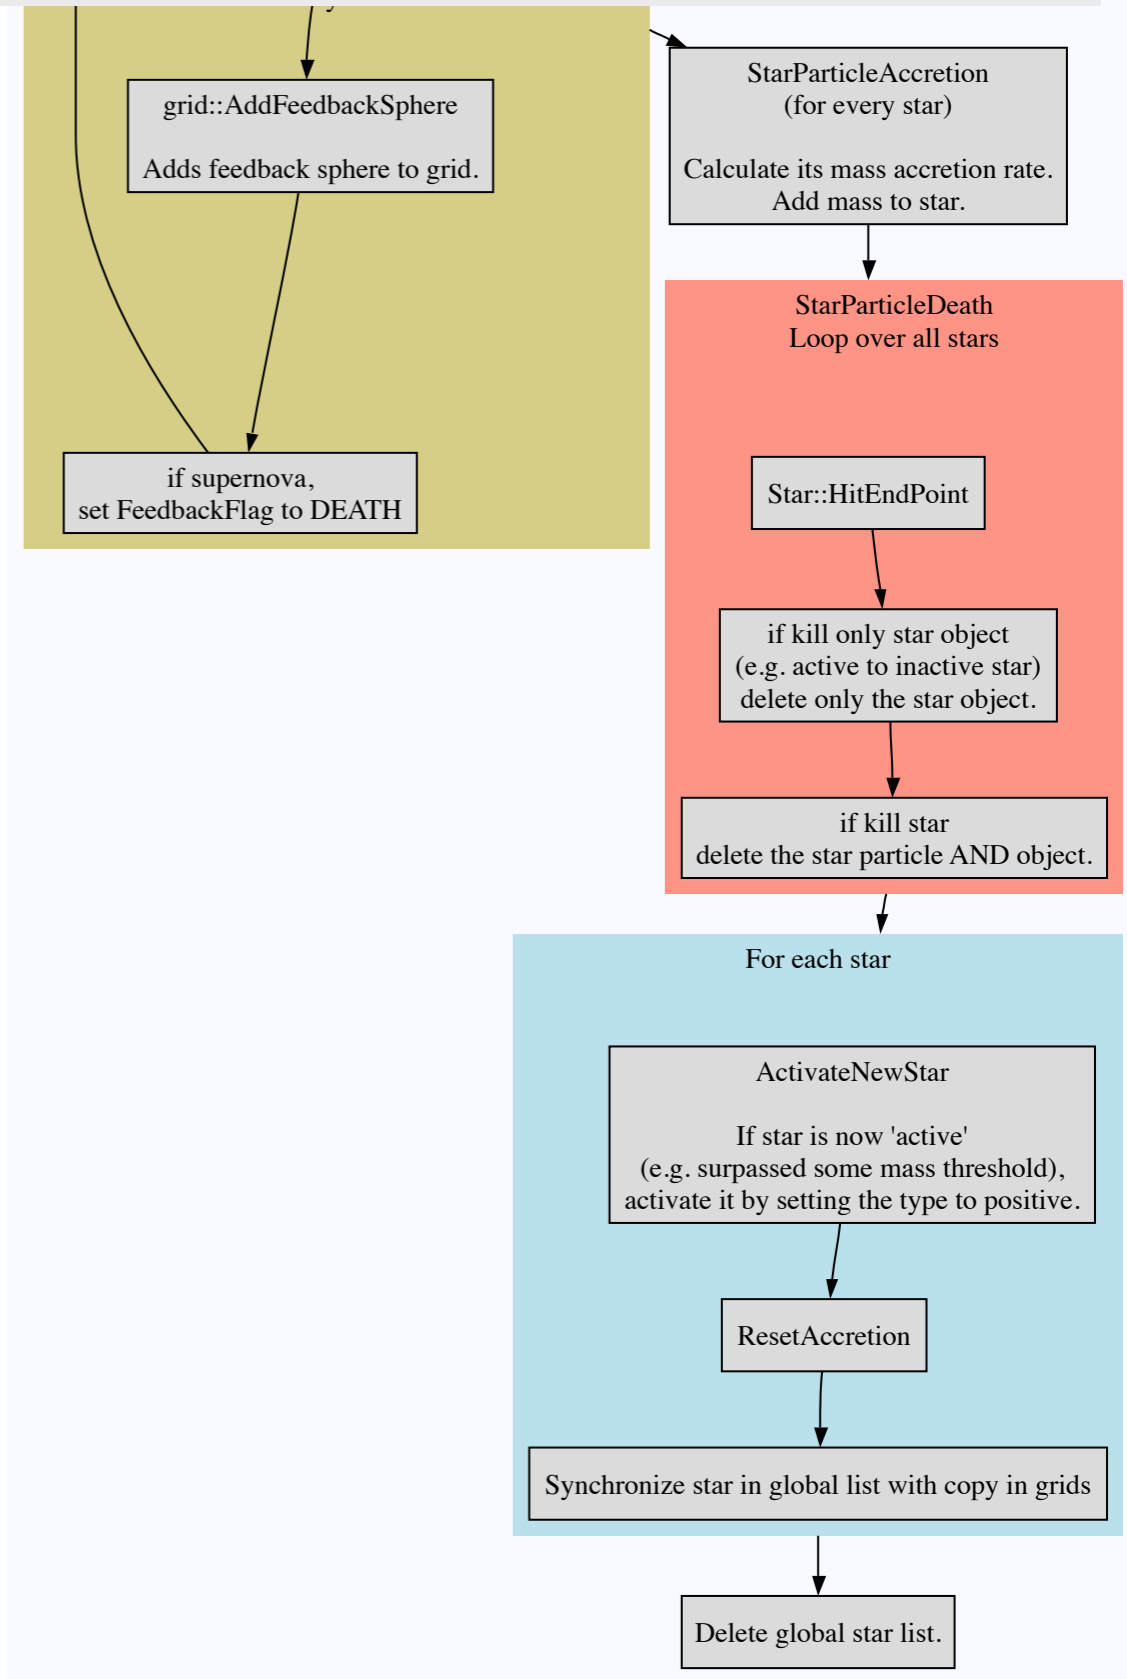 grid::AddFeedbackSphere
Adds feedback sphere to grid.
if supernova,
set FeedbackFlag to DEATH
StarParticleAccretion
(for every star)
Calculate its mass accretion rate.
Add mass to star.
StarParticleDeath
Loop over all stars
Star::HitEndPoint
if kill only star object
(e.g. active to inactive star)
delete only the star object.
if kill star
delete the star particle AND object.
For each star
ActivateNewStar
If star is now 'active'
(e.g. surpassed some mass threshold),
activate it by setting the type to positive.
ResetAccretion
Synchronize star in global list with copy in grids
Delete global star list.